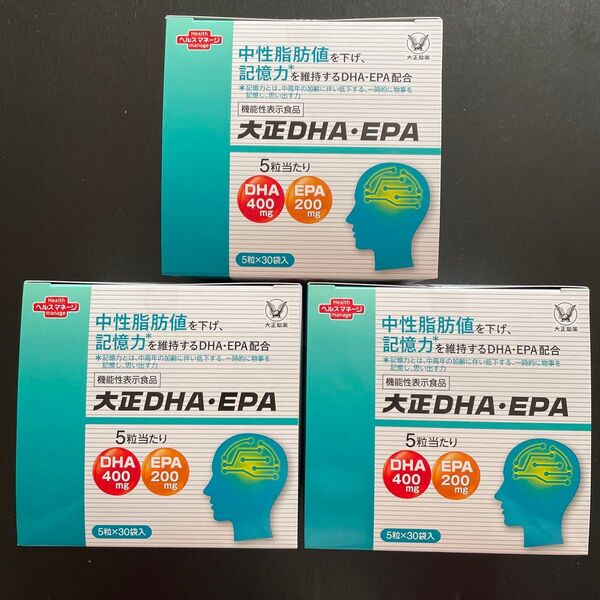 Health
ヘルスマネージ
manage
大正製薬
中性脂肪値を下げ、
記憶力*を維持するDHA・EPA配合
*記憶力とは、中高年の加齢に伴い低下する、一時的に物事を
記憶し、思い出す力
機能性表示食品
大正DHA・EPA
5粒当たり
DHA
400
mg
EPA
200
mg
5粒×30袋入
Health
ヘルスマネージ
manage
大正製薬
中性脂肪値を下げ、
記憶力*を維持するDHA・EPA配合
*記憶力とは、中高年の加齢に伴い低下する、一時的に物事を
記憶し、思い出す力
機能性表示食品
大正DHA・EPA
5粒当たり
DHA
400
mg
EPA
200
mg
5粒×30袋入
Health
ヘルスマネージ
manage
大正製薬
中性脂肪値を下げ、
記憶力*を維持するDHA・EPA配合
*記憶力とは、中高年の加齢に伴い低下する、一時的に物事を
記憶し、思い出す力
機能性表示食品
大正DHA・EPA
5粒当たり
DHA
400
mg
EPA
200
mg
5粒×30袋入